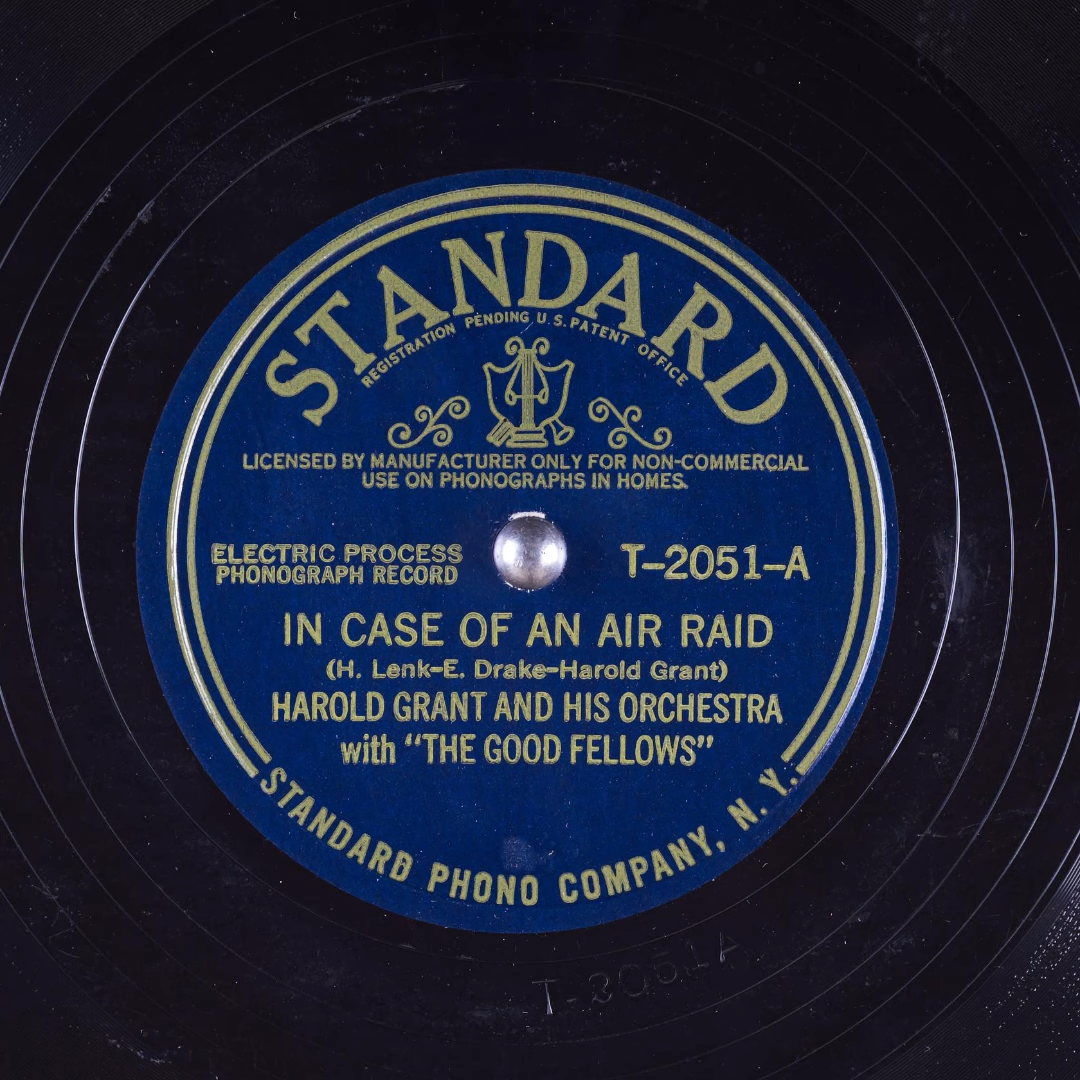 STANDARD
REGISTRATION PENDING U.S. PATENT OFFICE
LICENSED BY MANUFACTURER ONLY FOR NON-COMMERCIAL
USE ON PHONOGRAPHS IN HOMES.
ELECTRIC PROCESS
PHONOGRAPH RECORD
T-2051-A
IN CASE OF AN AIR RAID
(H. Lenk-E. Drake-Harold Grant)
HAROLD GRANT AND HIS ORCHESTRA
with "THE GOOD FELLOWS"
STANDARD PHONO COMPANY, N. Y.
T-2051A